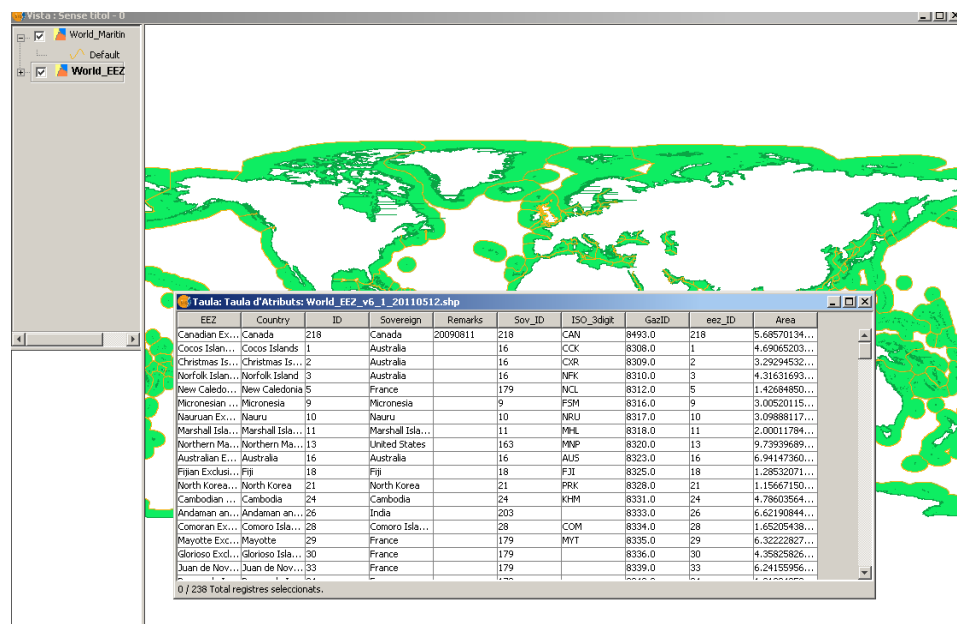 Vista : Sense títol - 0
World_Maritin
Default
World_EEZ
Taula: Taula d'Atributs: World_EEZ_v6_1_20110512.shp
EEZ Country ID Sovereign Remarks Sov_ID ISO_3digit GazID eez_ID Area
Canadian Ex... Canada 218 Canada 20090811 218 CAN 8493.0 218 5.68570134...
Cocos Islan... Cocos Islands 1 Australia 16 CCK 8308.0 1 4.69065203...
Christmas Is... Christmas Is... 2 Australia 16 CXR 8309.0 2 3.29294532...
Norfolk Islan... Norfolk Island 3 Australia 16 NFK 8310.0 3 4.31631693...
New Caledo... New Caledonia 5 France 179 NCL 8312.0 5 1.42684850...
Micronesian ... Micronesia 9 Micronesia 9 FSM 8316.0 9 3.00520115...
Nauruan Ex... Nauru 10 Nauru 10 NRU 8317.0 10 3.09888117...
Marshall Isla... Marshall Isla... 11 Marshall Isla... 11 MHL 8318.0 11 2.00011784...
Northern Ma... Northern Ma... 13 United States 163 MNP 8320.0 13 9.73939689...
Australian E... Australia 16 Australia 16 AUS 8323.0 16 6.94147360...
Fijian Exclusi... Fiji 18 Fiji 18 FJI 8325.0 18 1.28532071...
North Korea... North Korea 21 North Korea 21 PRK 8328.0 21 1.15667150...
Cambodian ... Cambodia 24 Cambodia 24 KHM 8331.0 24 4.78603564...
Andaman an... Andaman an... 26 India 203 8333.0 26 6.62190844...
Comoran Ex... Comoro Isla... 28 Comoro Isla... 28 COM 8334.0 28 1.65205438...
Mayotte Exc... Mayotte 29 France 179 MYT 8335.0 29 6.32222827...
Glorioso Excl... Glorioso Isla... 30 France 179 8336.0 30 4.35825826...
Juan de Nov... Juan de Nov... 33 France 179 8339.0 33 6.24155956...
0 / 238 Total registres seleccionats.